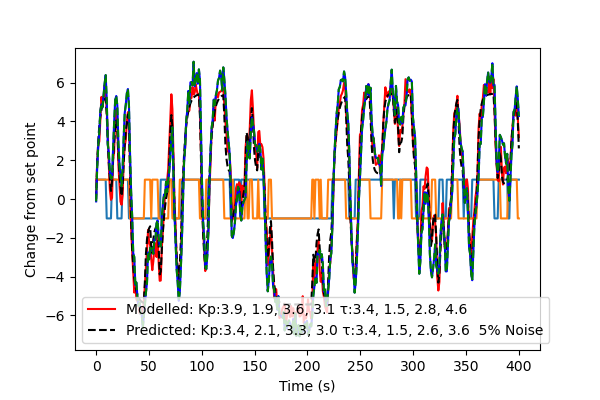 6
4
2
0
−2
−4
−6
Change from set point
Modelled: Kp:3.9, 1.9, 3.6, 3.1 τ:3.4, 1.5, 2.8, 4.6
Predicted: Kp:3.4, 2.1, 3.3, 3.0 τ:3.4, 1.5, 2.6, 3.6 5% Noise
0 50 100 150 200 250 300 350 400
Time (s)